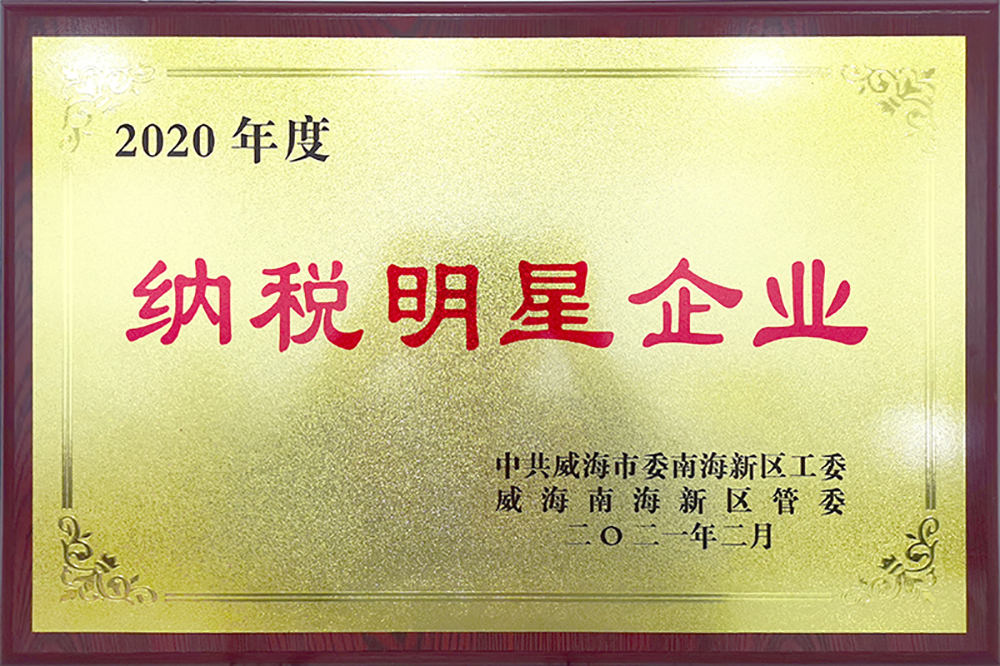 2020 年度
纳税明星企业
中共威海市委南海新区工委
威海南海新区管委
二〇二一年二月